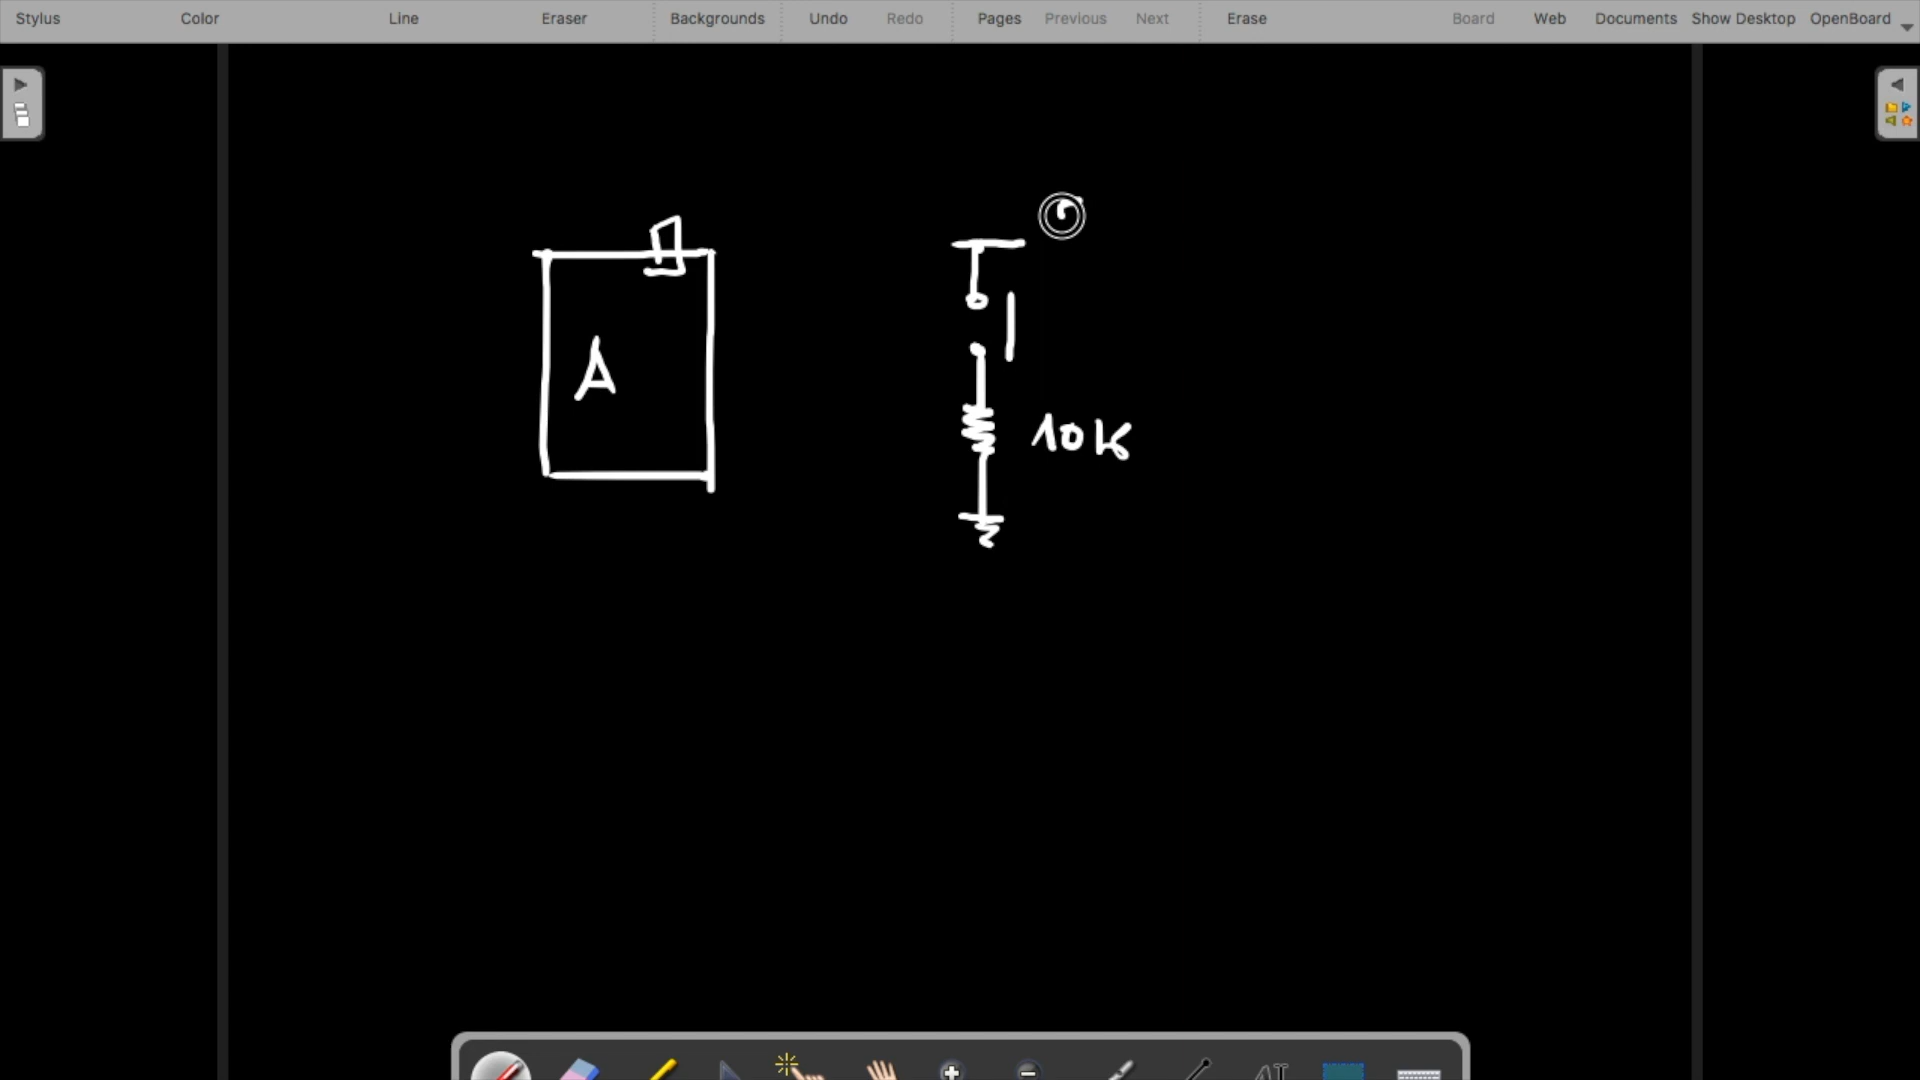 Stylus Color Line Eraser Backgrounds Undo Redo Pages Previous Next Erase Board Web Documents Show Desktop OpenBoard
A
10k